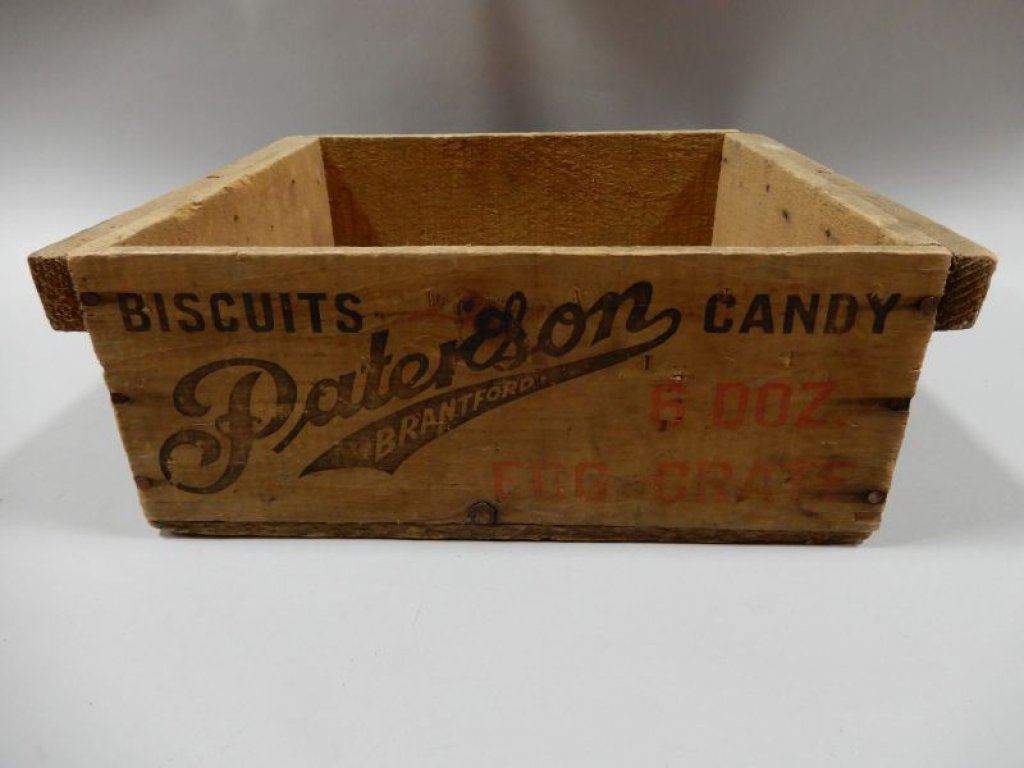 BISCUITS Paterson CANDY
BRANTFORD
6 DOZ.
EGG CRATE